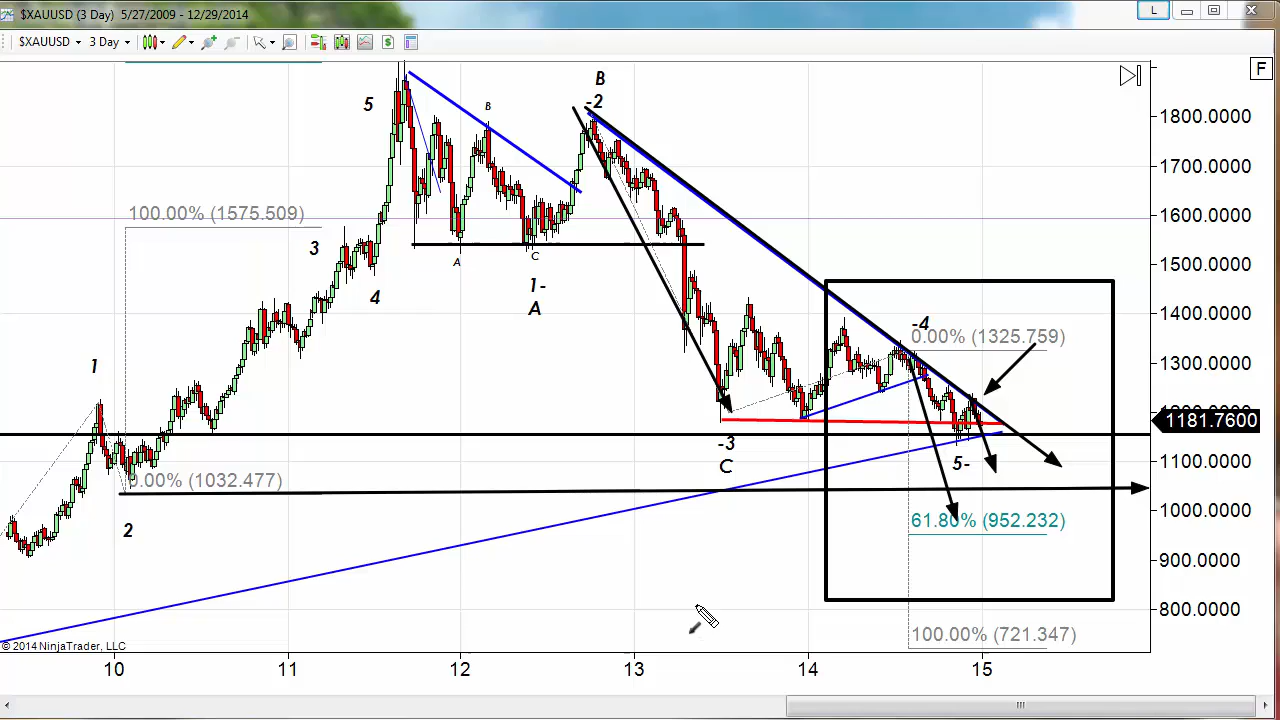 $XAUUSD (3 Day) 5/27/2009 - 12/29/2014
L
$XAUUSD 3 Day $
F
B
-2
5
B
1800.0000
1700.0000
100.00% (1575.509)
1600.0000
3
A
C
1500.0000
4
1-
A
1400.0000
-4
0.00% (1325.759)
1
1300.0000
1181.7600
-3
C
5-
1100.0000
0.00% (1032.477)
2
61.80% (952.232)
1000.0000
900.0000
800.0000
100.00% (721.347)
© 2014 NinjaTrader, LLC
10 11 12 13 14 15